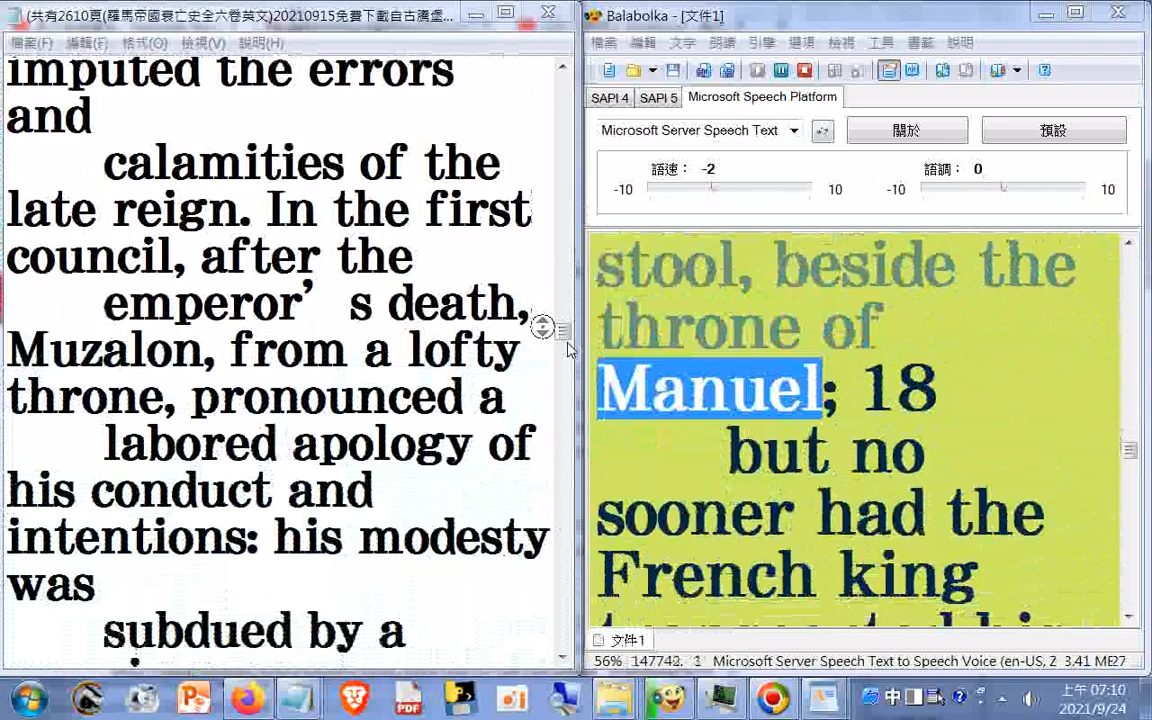 (共有2610頁(羅馬帝國衰亡史全六卷英文)20210915免費下載自古騰堡...
檔案(F) 編輯(E) 格式(O) 檢視(V) 說明(H)
imputed the errors
and
calamities of the
late reign. In the first
council, after the
emperor’s death,
Muzalon, from a lofty
throne, pronounced a
labored apology of
his conduct and
intentions: his modesty
was
subdued by a
Balabolka - [文件1]
檔案 編輯 文字 朗讀 引擎 選項 檢視 工具 書籤 說明
SAPI 4 SAPI 5 Microsoft Speech Platform
Microsoft Server Speech Text
關於 預設
語速: -2 語調: 0
-10 10 -10 10
stool, beside the
throne of
Manuel; 18
but no
sooner had the
French king
文件1
56% 147742. 1 Microsoft Server Speech Text to Speech Voice (en-US, 2 3.41 ME27
中
上午 07:10
2021/9/24